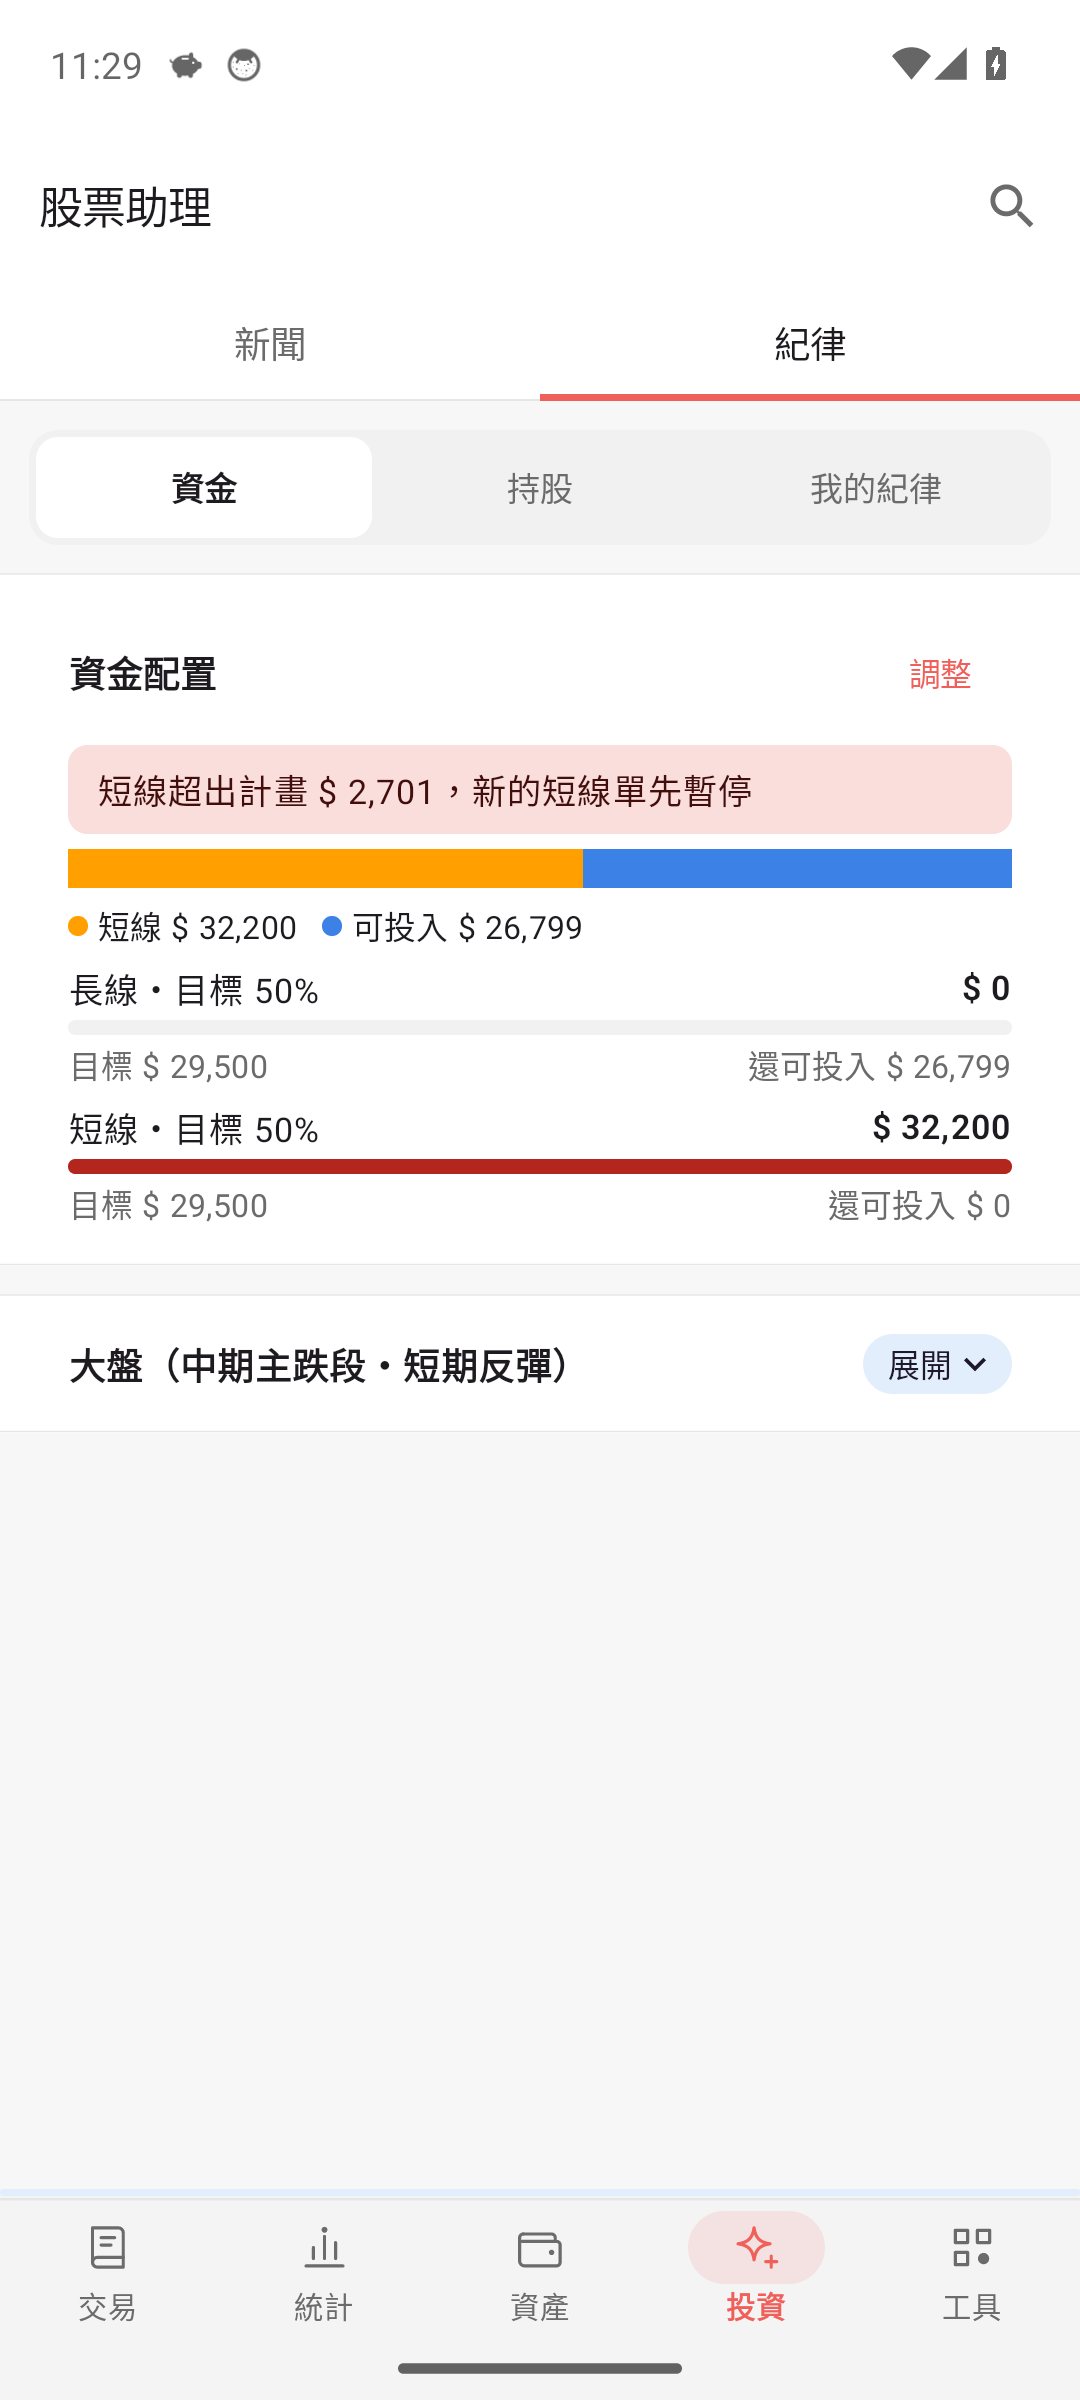 11:29
股票助理
新聞
紀律
資金
持股
我的紀律
資金配置
調整
短線超出計畫 $ 2,701，新的短線單先暫停
短線 $ 32,200
可投入 $ 26,799
長線・目標 50%
$ 0
目標 $ 29,500
還可投入 $ 26,799
短線・目標 50%
$ 32,200
目標 $ 29,500
還可投入 $ 0
大盤（中期主跌段・短期反彈）
展開
交易
統計
資產
投資
工具